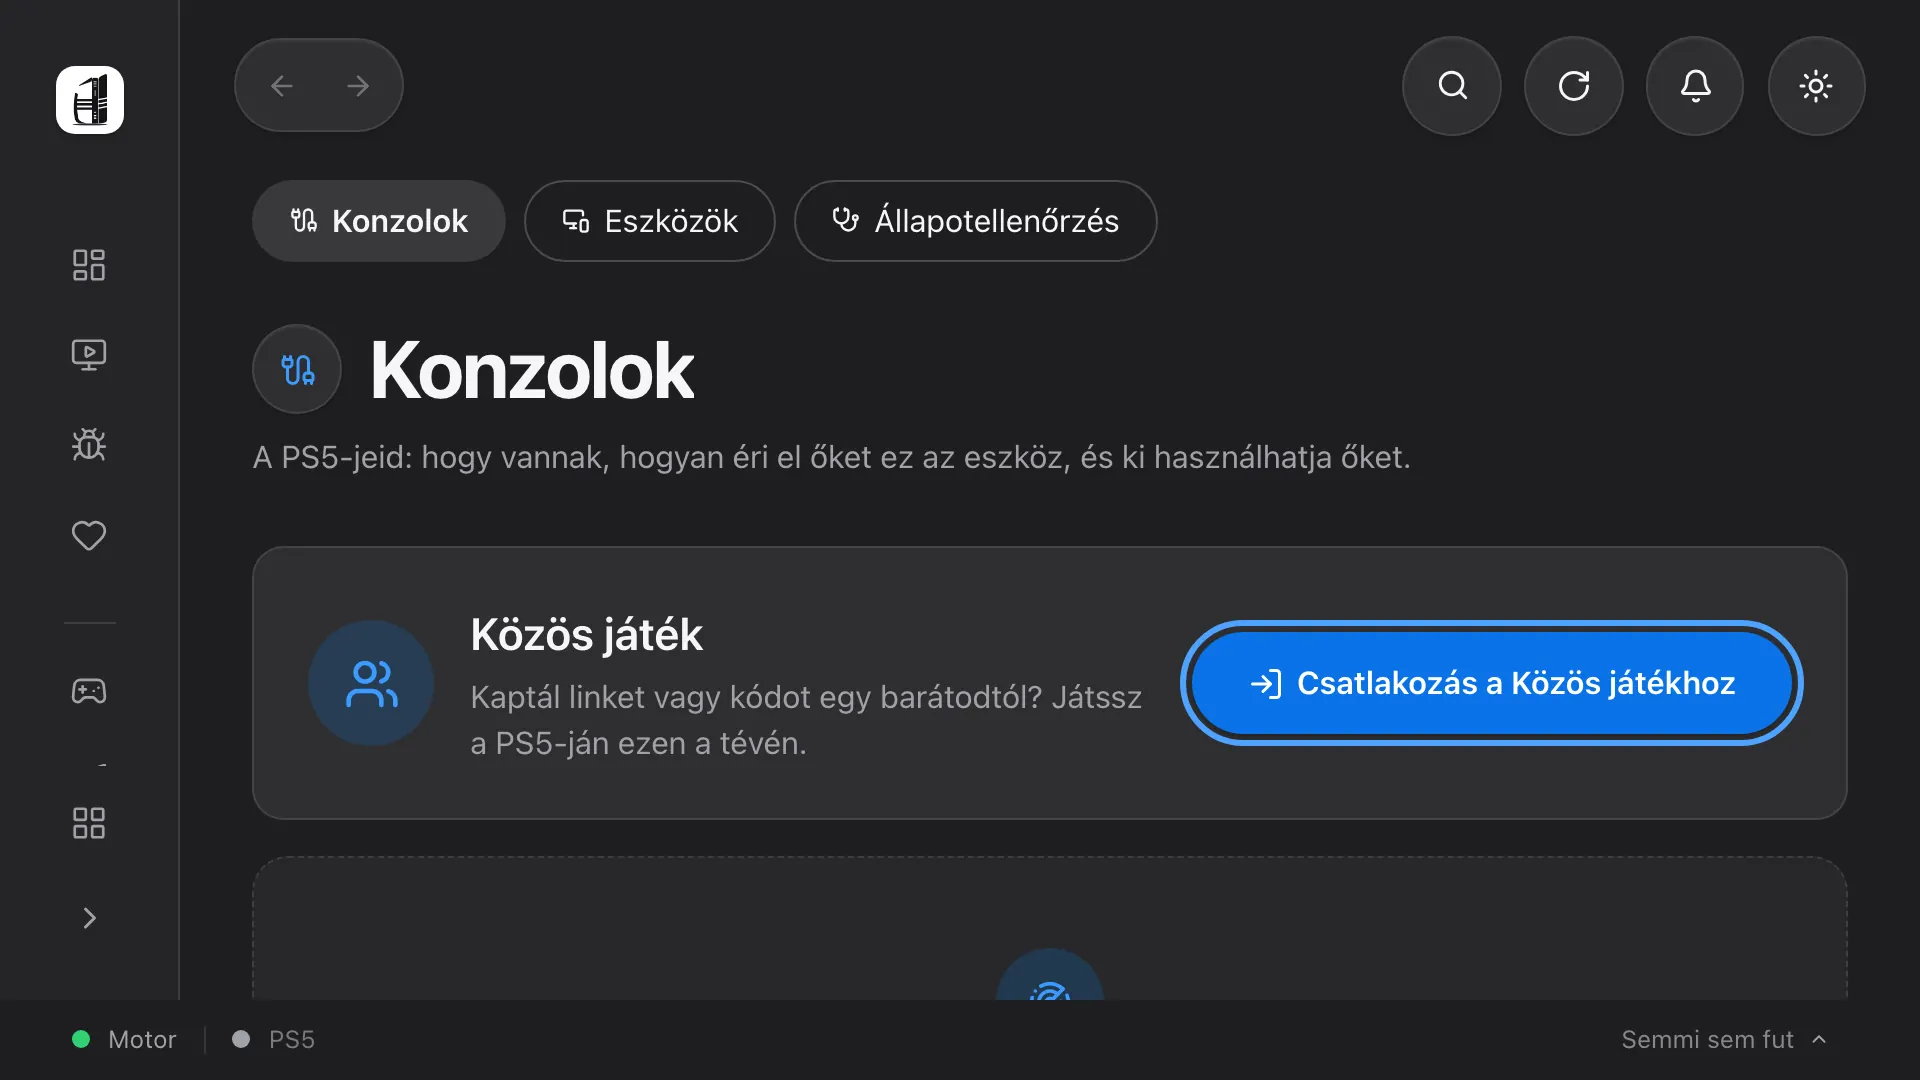 Konzolok
Eszközök
Állapotellenőrzés
Konzolok
A PS5-jeid: hogy vannak, hogyan éri el őket ez az eszköz, és ki használhatja őket.
Közös játék
Kaptál linket vagy kódot egy barátodtól? Játssz
a PS5-ján ezen a tévén.
Csatlakozás a Közös játékhoz
Motor
PS5
Semmi sem fut